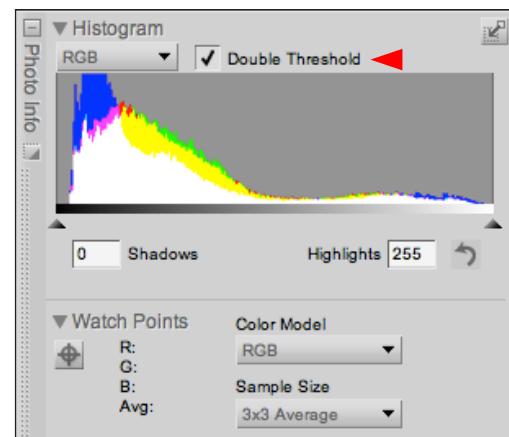 Photo Info
Histogram
RGB
Double Threshold
0 Shadows Highlights 255
Watch Points
R:
G:
B:
Avg:
Color Model
RGB
Sample Size
3x3 Average